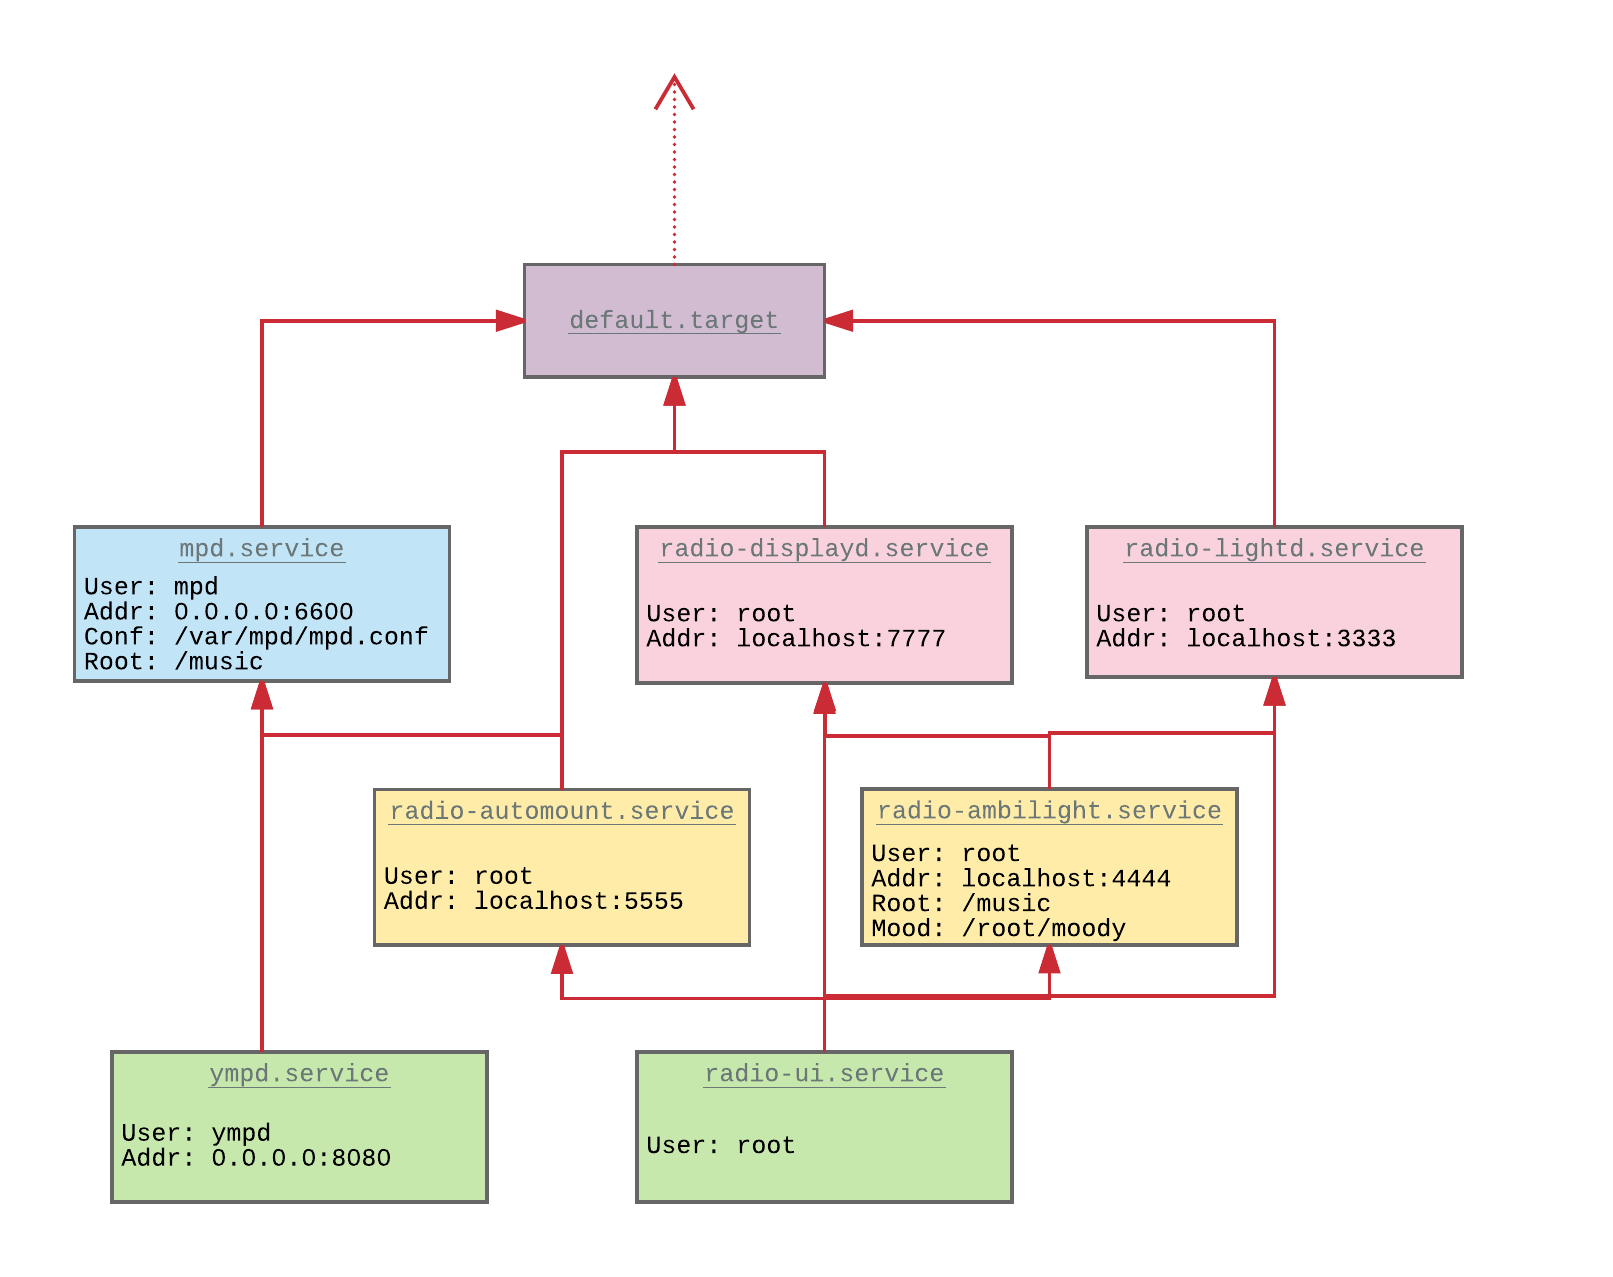 default.target
mpd.service
User: mpd
Addr: 0.0.0.0:6600
Conf: /var/mpd/mpd.conf
Root: /music
radio-displayd.service
User: root
Addr: localhost:7777
radio-lightd.service
User: root
Addr: localhost:3333
radio-automount.service
User: root
Addr: localhost:5555
radio-ambilight.service
User: root
Addr: localhost:4444
Root: /music
Mood: /root/moody
ympd.service
User: ympd
Addr: 0.0.0.0:8080
radio-ui.service
User: root